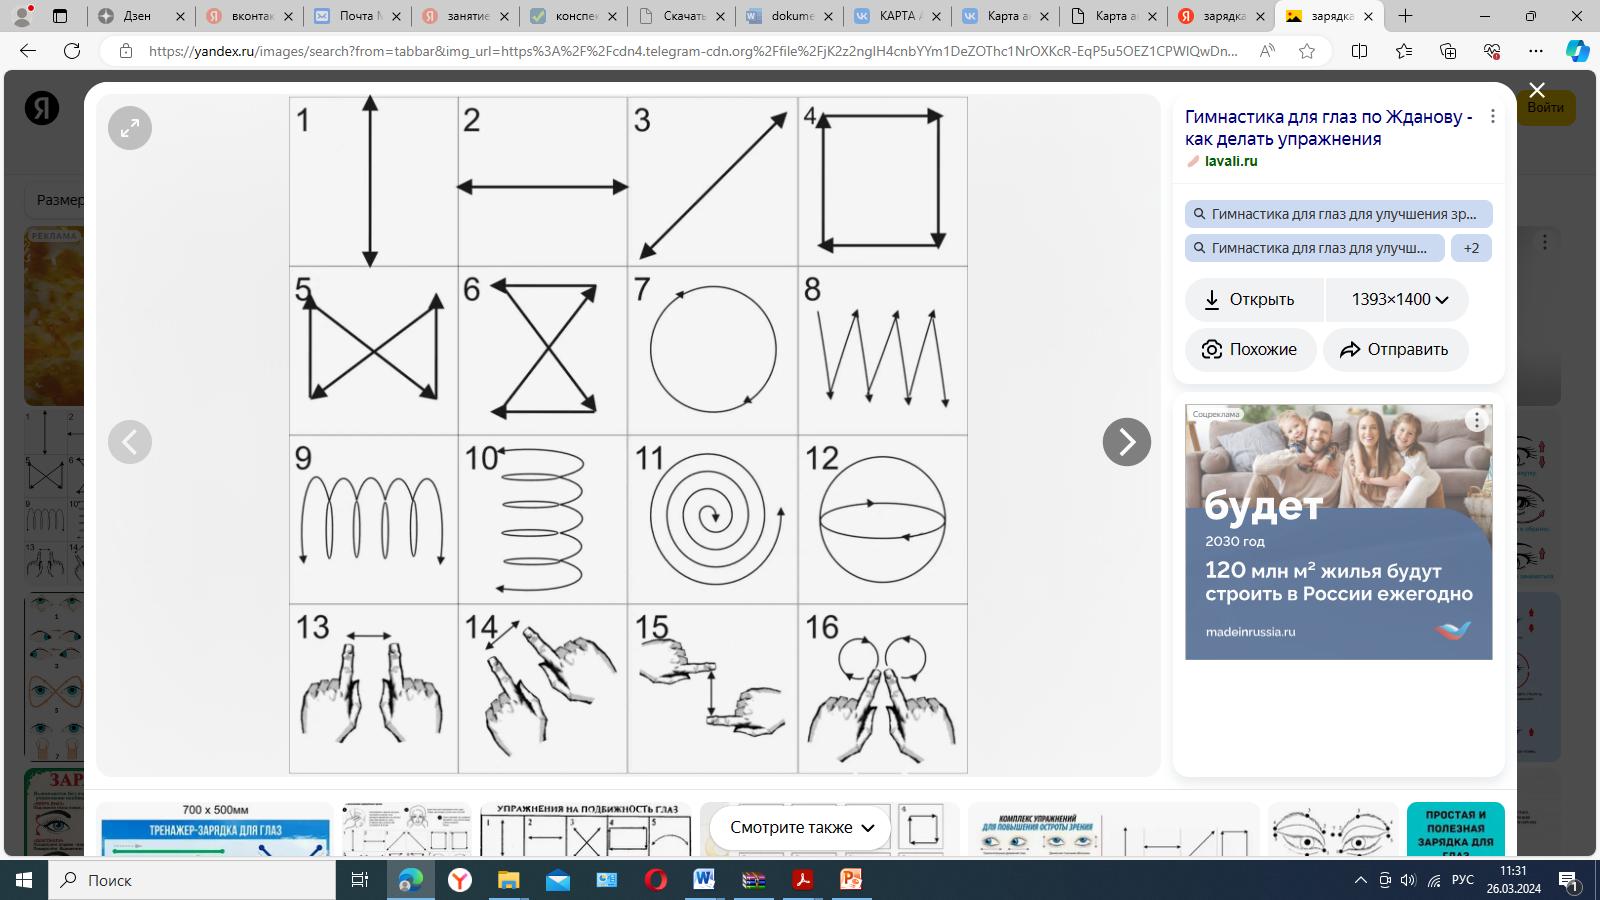 Дзен
вконтак
Почта М
занятие
конспек
Скачать
dokume
КАРТА А
Карта ан
Карта ан
зарядка
зарядка
https://yandex.ru/images/search?from=tabbar&img_url=https%3A%2F%2Fcdn4.telegram-cdn.org%2Ffile%2FjK2z2ngIH4cnbYYm1DeZOThc1NrOXKcR-EqP5u5OEZ1CPWIQwDn...
Я
Войти
Размер
РЕКЛАМА
1 2 3 4
5 6 7 8
9 10 11 12
13 14 15 16
Гимнастика для глаз по Жданову -
как делать упражнения
lavali.ru
Гимнастика для глаз для улучшения зр...
Гимнастика для глаз для улучш...
+2
Открыть
1393×1400
Похожие
Отправить
Соцреклама
будет
2030 год
120 млн м² жилья будут
строить в России ежегодно
madeinrussia.ru
700 х 500мм
ТРЕНАЖЕР-ЗАРЯДКА ДЛЯ ГЛАЗ
УПРАЖНЕНИЯ НА ПОДВИЖНОСТЬ ГЛАЗ
Смотрите также
КОМПЛЕКС УПРАЖНЕНИЙ
ДЛЯ ПОВЫШЕНИЯ ОСТРОТЫ ЗРЕНИЯ
ПРОСТАЯ И
ПОЛЕЗНАЯ
ЗАРЯДКА ДЛЯ
ГЛАЗ
Поиск
РУС
11:31
26.03.2024
1